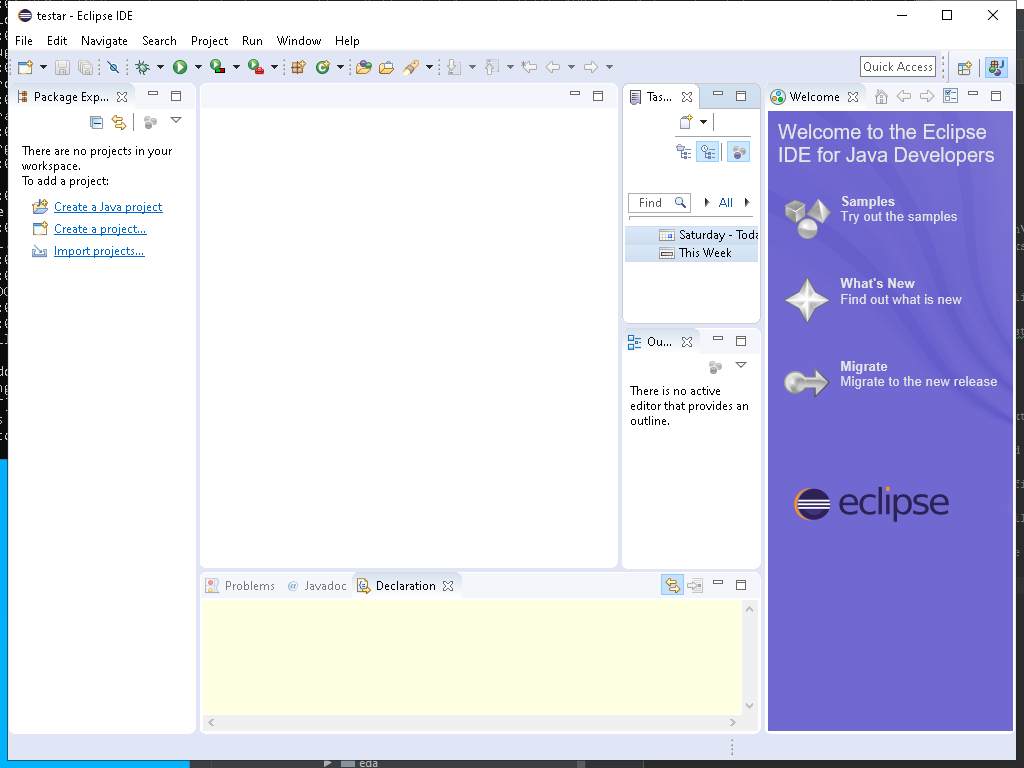 testar - Eclipse IDE
File Edit Navigate Search Project Run Window Help
Quick Access
Package Exp...
There are no projects in your
workspace.
To add a project:
Create a Java project
Create a project...
Import projects...
Tas...
Find
All
Saturday - Toda
This Week
Ou...
There is no active
editor that provides an
outline.
Welcome
Welcome to the Eclipse
IDE for Java Developers
Samples
Try out the samples
What's New
Find out what is new
Migrate
Migrate to the new release
eclipse
Problems @ Javadoc Declaration
eda